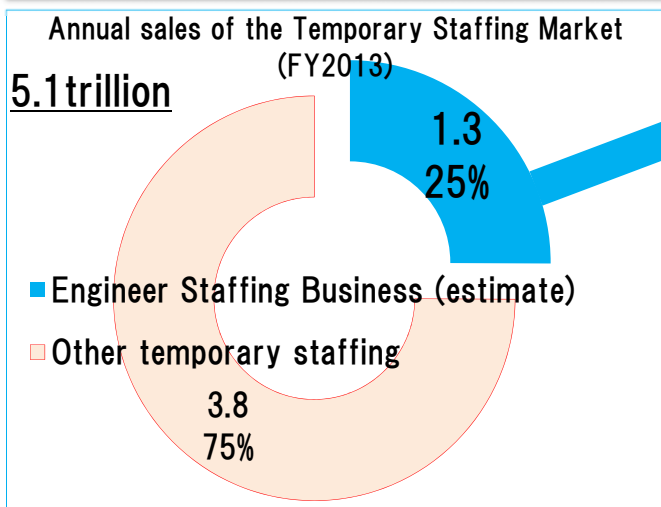 Annual sales of the Temporary Staffing Market
(FY2013)
5.1trillion
1.3
25%
Engineer Staffing Business (estimate)
Other temporary staffing
3.8
75%